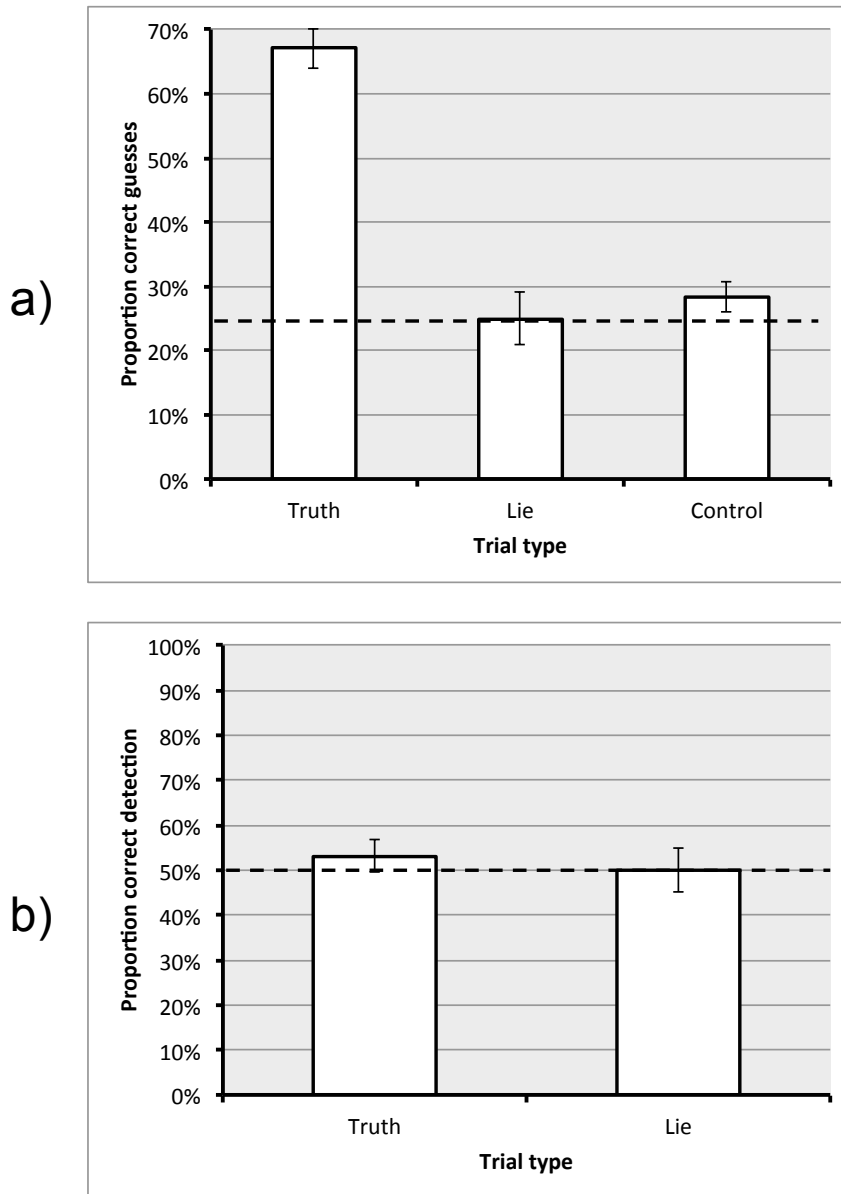 a)
Proportion correct guesses
70%
60%
50%
40%
30%
20%
10%
0%
Truth Lie Control
Trial type
b)
Proportion correct detection
100%
90%
80%
70%
60%
50%
40%
30%
20%
10%
0%
Truth Lie
Trial type